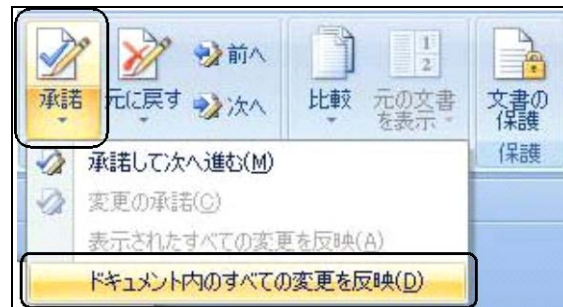 承諾
元に戻す
前へ
次へ
比較
元の文書
を表示
1
2
文書の
保護
保護
承諾して次へ進む(M)
変更の承諾(C)
表示されたすべての変更を反映(A)
ドキュメント内のすべての変更を反映(D)